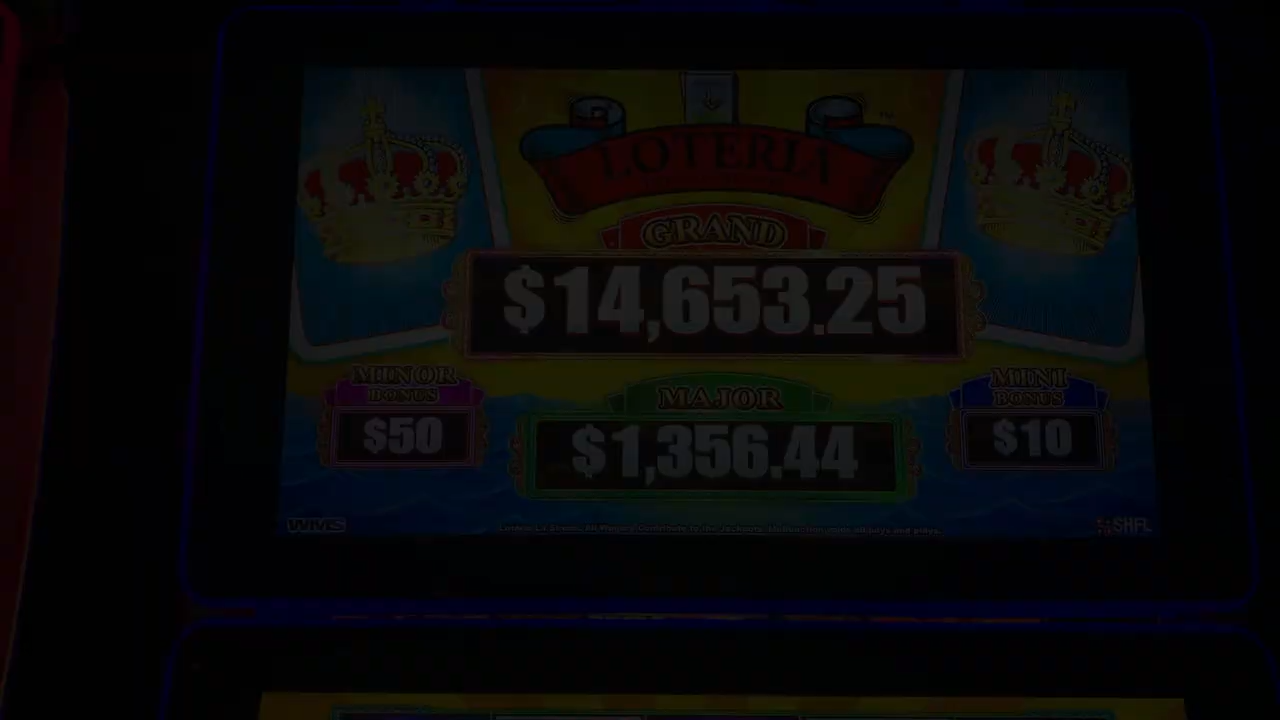 LOTERIA
GRAND
$14,653.25
MINOR
BONUS
$50
MAJOR
$1,356.44
MINI
BONUS
$10
WMS
SHFL